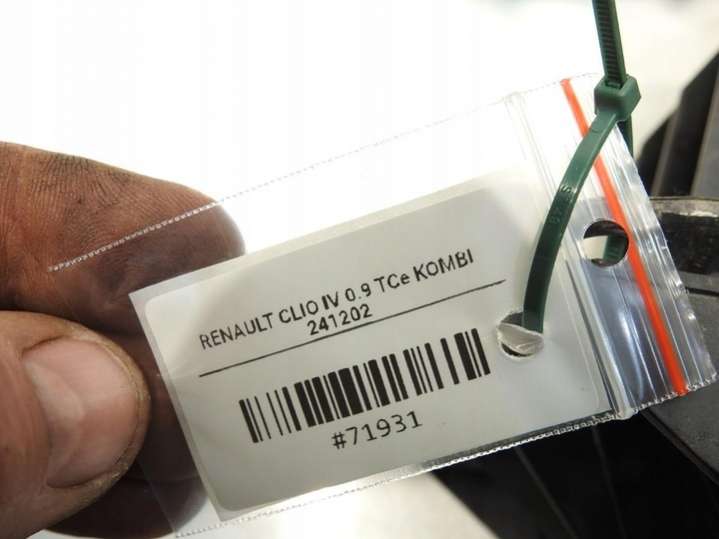 RENAULT CLIO IV 0.9 TCe KOMBI
241202
#71931